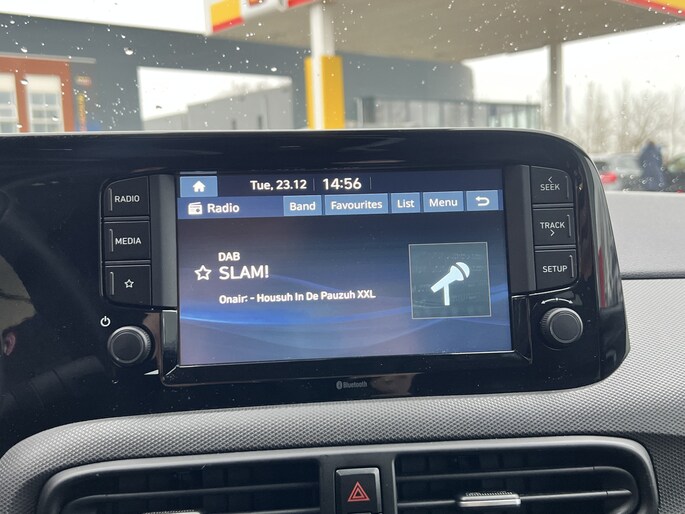 RADIO
MEDIA
Tue, 23.12 14:56
Radio Band Favourites List Menu
DAB
SLAM!
Onair: - Housuh In De Pauzuh XXL
SEEK
TRACK
SETUP
Bluetooth